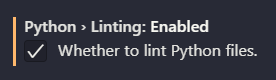 Python › Linting: Enabled
Whether to lint Python files.